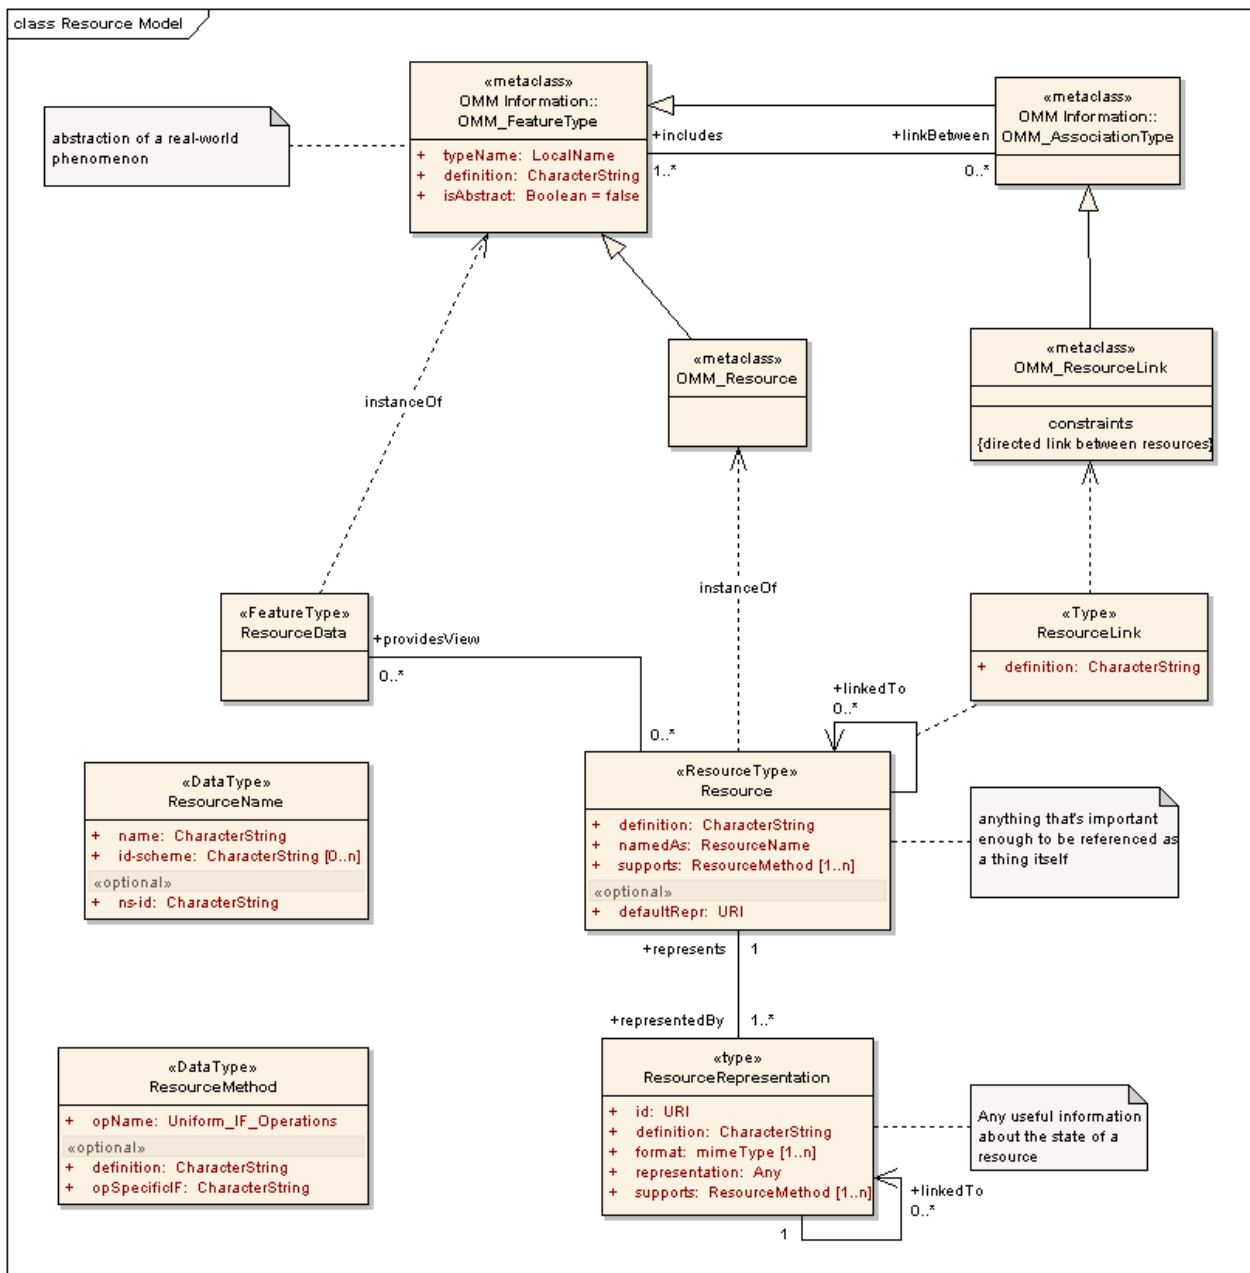 class Resource Model
«metaclass»
OMM Information::
OMM_FeatureType
+ typeName: LocalName
+ definition: CharacterString
+ isAbstract: Boolean = false
«metaclass»
OMM Information::
OMM_AssociationType
abstraction of a real-world
phenomenon
+includes
1..*
+linkBetween
0..*
«metaclass»
OMM_Resource
«metaclass»
OMM_ResourceLink
constraints
{directed link between resources}
instanceOf
instanceOf
«FeatureType»
ResourceData
+providesView
0..*
0..*
«Type»
ResourceLink
+ definition: CharacterString
+linkedTo
0..*
«DataType»
ResourceName
+ name: CharacterString
+ id-scheme: CharacterString [0..n]
«optional»
+ ns-id: CharacterString
«ResourceType»
Resource
+ definition: CharacterString
+ namedAs: ResourceName
+ supports: ResourceMethod [1..n]
«optional»
+ defaultRepr: URI
anything that's important
enough to be referenced as
a thing itself
+represents
1
+representedBy
1..*
«DataType»
ResourceMethod
+ opName: Uniform_IF_Operations
«optional»
+ definition: CharacterString
+ opSpecificIF: CharacterString
«type»
ResourceRepresentation
+ id: URI
+ definition: CharacterString
+ format: mimeType [1..n]
+ representation: Any
+ supports: ResourceMethod [1..n]
Any useful information
about the state of a
resource
+linkedTo
0..*
1